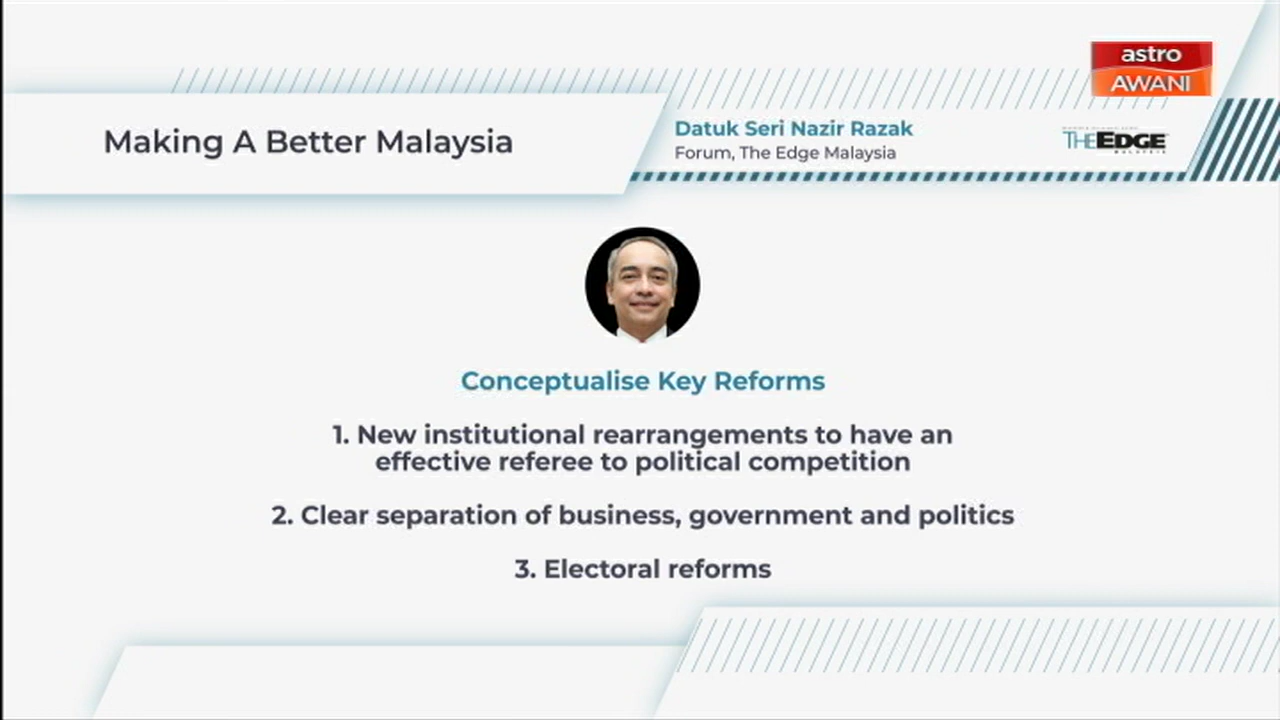 astro
AWANI
Making A Better Malaysia
Datuk Seri Nazir Razak
Forum, The Edge Malaysia
THE EDGE
MALAYSIA
Conceptualise Key Reforms
1. New institutional rearrangements to have an
effective referee to political competition
2. Clear separation of business, government and politics
3. Electoral reforms